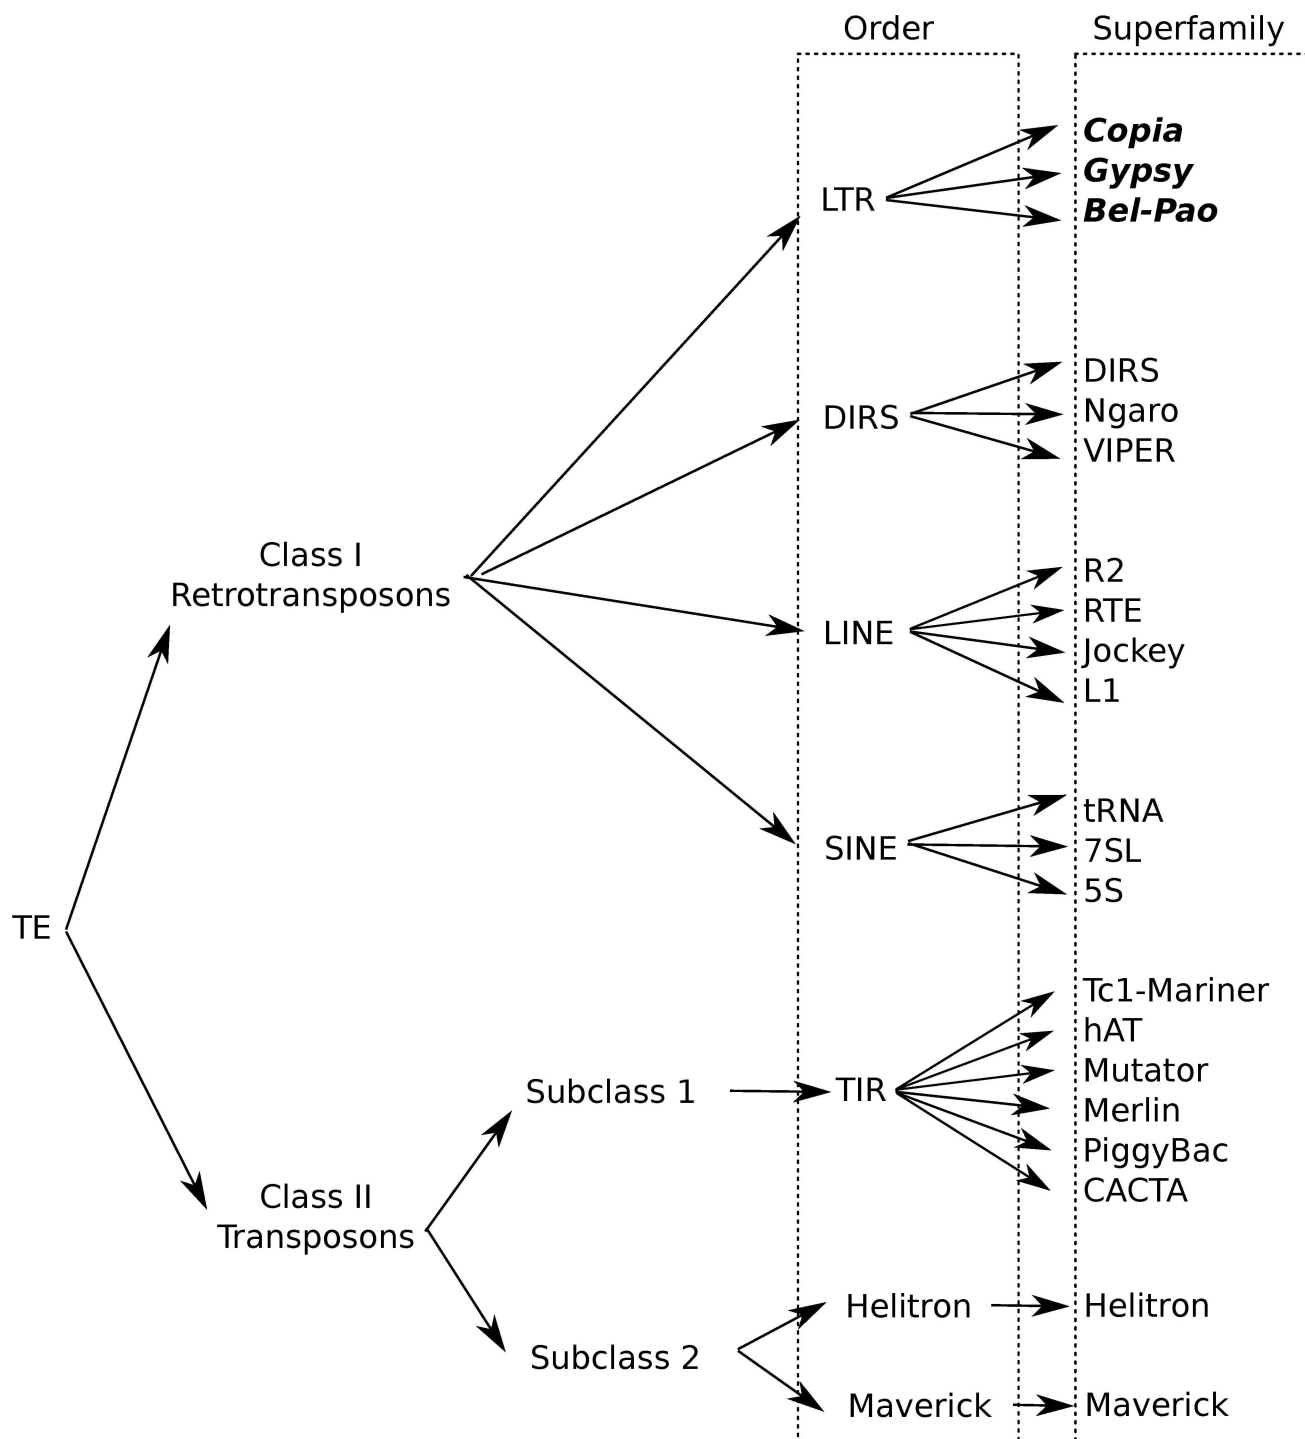 Order
Superfamily
Copia
Gypsy
Bel-Pao
LTR
DIRS
Ngaro
VIPER
DIRS
Class I
Retrotransposons
R2
RTE
Jockey
L1
LINE
tRNA
7SL
5S
SINE
TE
Tc1-Mariner
hAT
Mutator
Merlin
PiggyBac
CACTA
Subclass 1
TIR
Class II
Transposons
Helitron
Helitron
Subclass 2
Maverick
Maverick